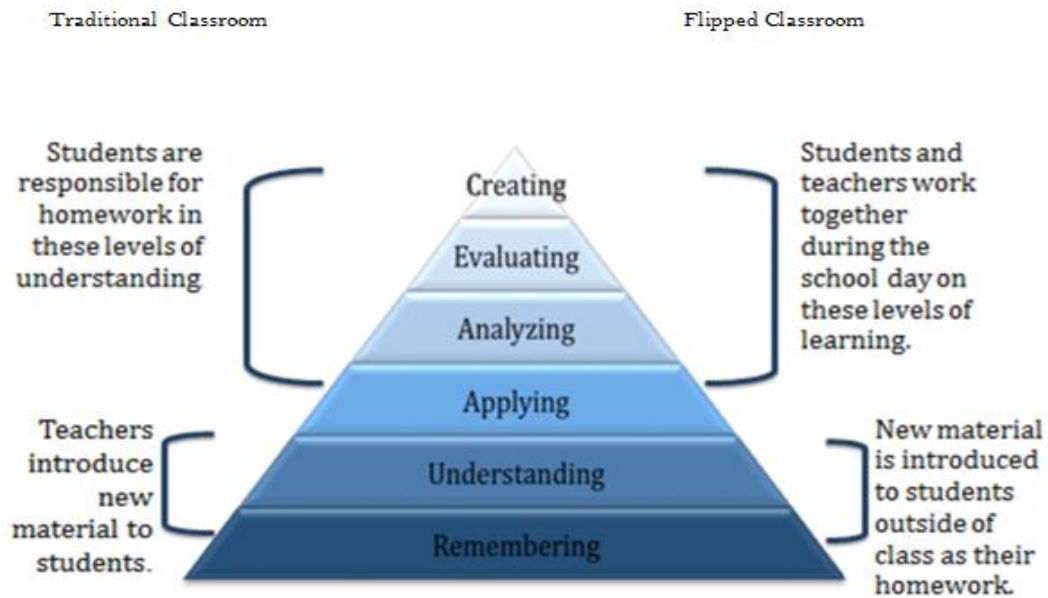 Traditional Classroom
Flipped Classroom
Students are
responsible for
homework in
these levels of
understanding
Creating
Evaluating
Analyzing
Applying
Understanding
Remembering
Students and
teachers work
together
during the
school day on
these levels of
learning.
Teachers
introduce
new
material to
students.
New material
is introduced
to students
outside of
class as their
homework.